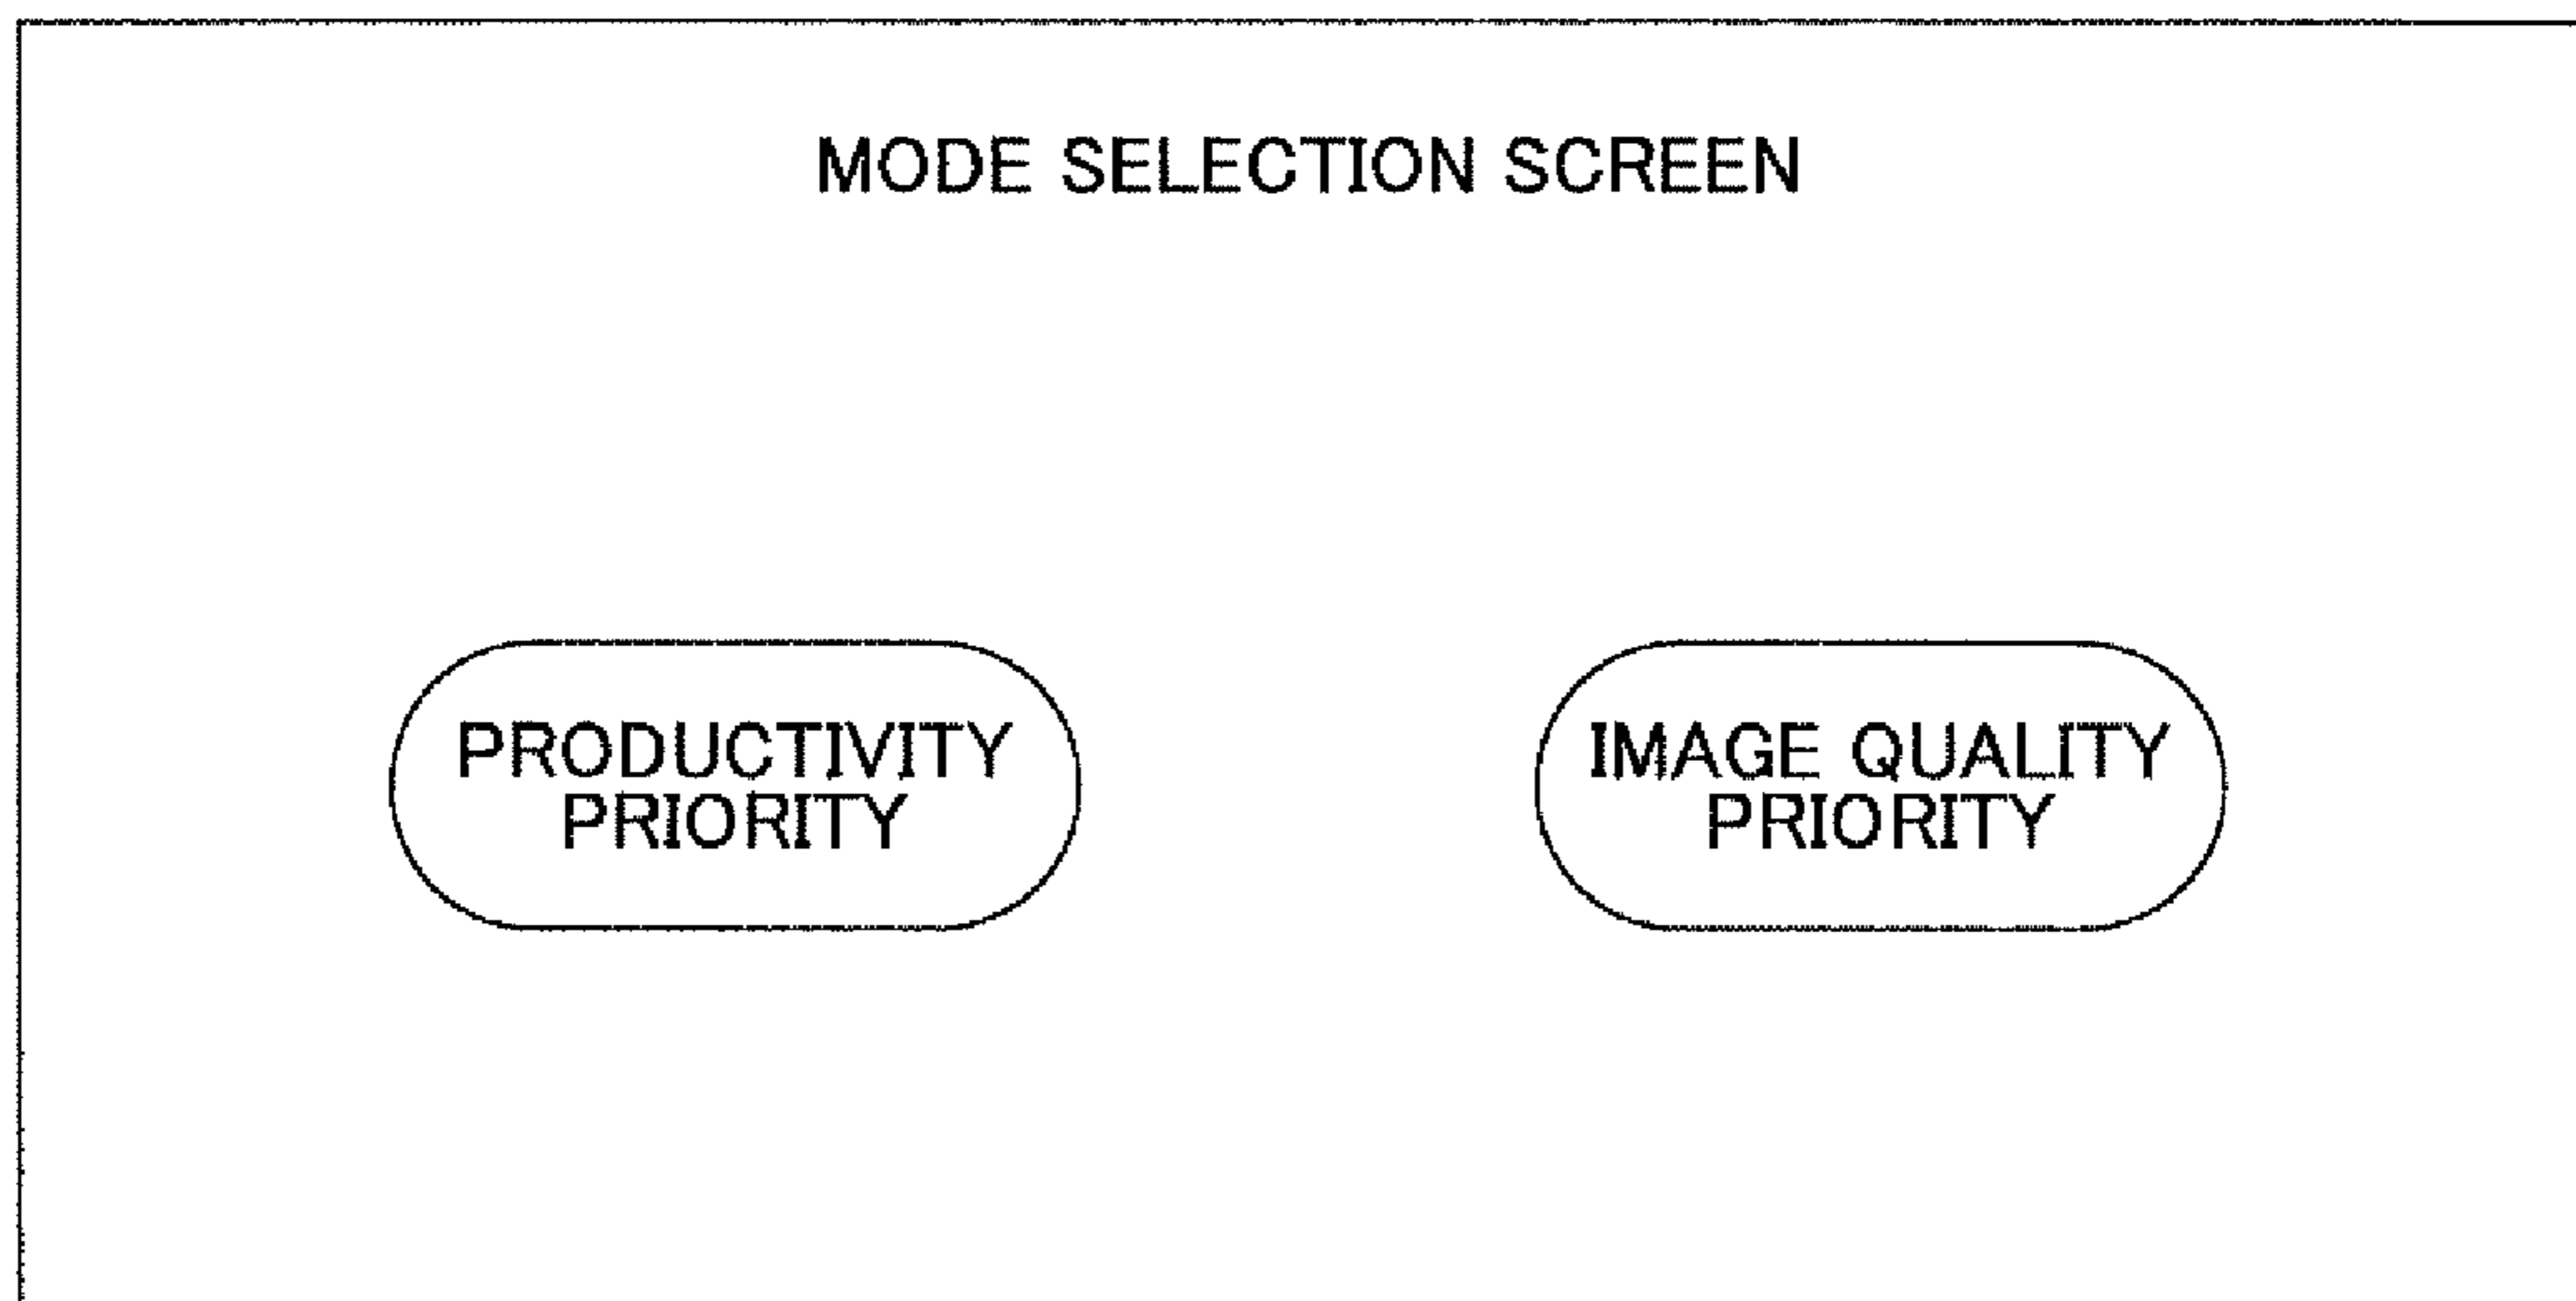 MODE SELECTION SCREEN
PRODUCTIVITY
PRIORITY
IMAGE QUALITY
PRIORITY